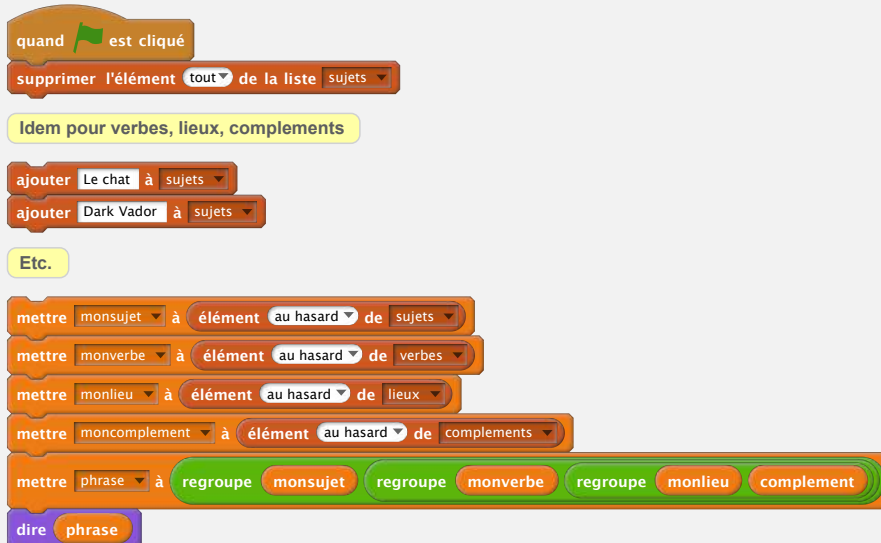 quand est cliqué
supprimer l'élément tout de la liste sujets
Idem pour verbes, lieux, complements
ajouter Le chat à sujets
ajouter Dark Vador à sujets
Etc.
mettre monsujet à élément au hasard de sujets
mettre monverbe à élément au hasard de verbes
mettre monlieu à élément au hasard de lieux
mettre moncomplement à élément au hasard de complements
mettre phrase à regroupe monsujet regroupe monverbe regroupe monlieu complement
dire phrase